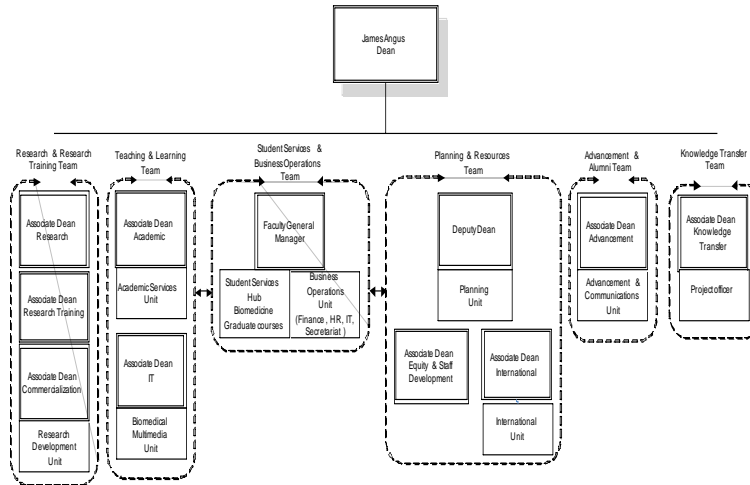 James Angus
Dean
Research & Research
Training Team
Associate Dean
Research
Associate Dean
Research Training
Associate Dean
Commercialization
Research
Development
Unit
Teaching & Learning
Team
Associate Dean
Academic
Academic Services
Unit
Associate Dean
IT
Biomedical
Multimedia
Unit
Student Services &
Business Operations
Team
Faculty General
Manager
Student Services
Hub
Biomedicine
Graduate courses
Business
Operations
Unit
(Finance, HR, IT,
Secretariat )
Planning & Resources
Team
Deputy Dean
Planning
Unit
Associate Dean
Equity & Staff
Development
Associate Dean
International
International
Unit
Advancement &
Alumni Team
Associate Dean
Advancement
Advancement &
Communications
Unit
Knowledge Transfer
Team
Associate Dean
Knowledge
Transfer
Project officer